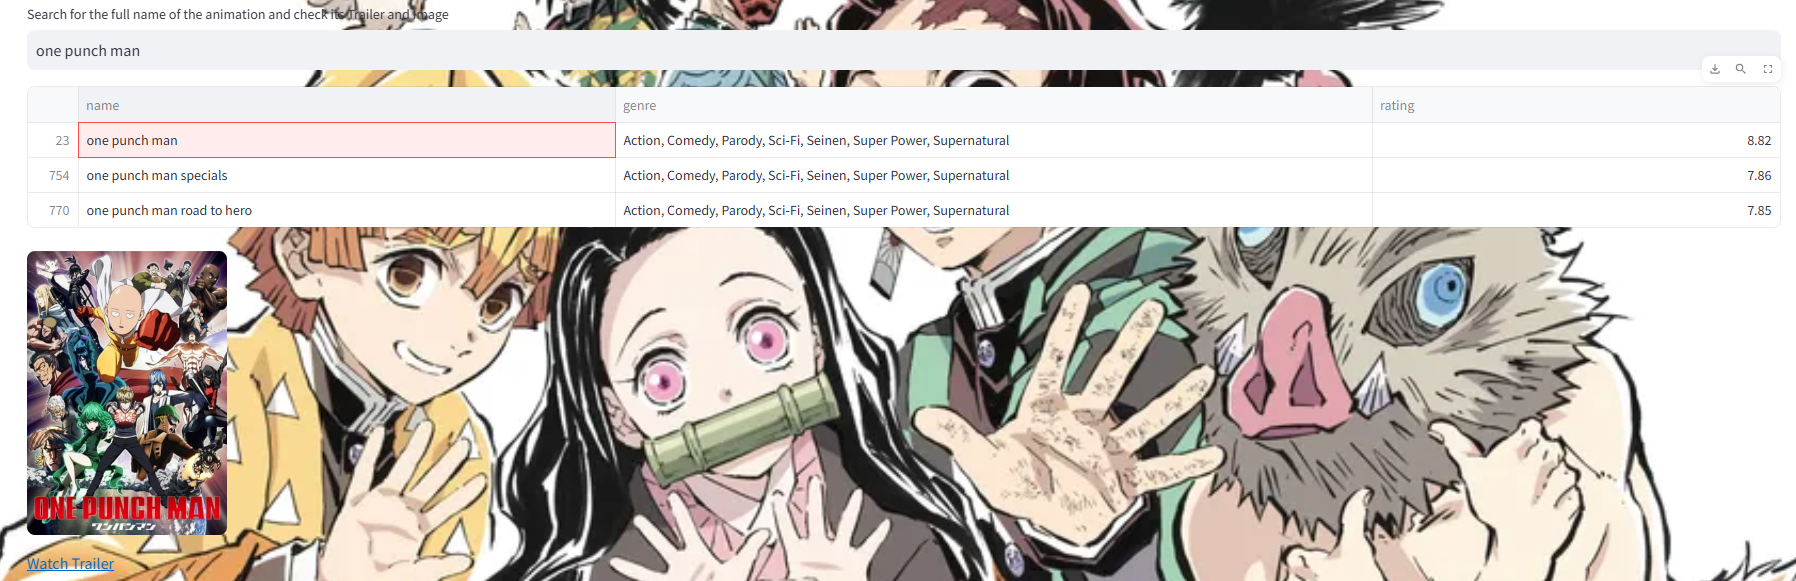 Search for the full name of the animation and check its Trailer and Image
one punch man
name genre rating
23 one punch man Action, Comedy, Parody, Sci-Fi, Seinen, Super Power, Supernatural 8.82
754 one punch man specials Action, Comedy, Parody, Sci-Fi, Seinen, Super Power, Supernatural 7.86
770 one punch man road to hero Action, Comedy, Parody, Sci-Fi, Seinen, Super Power, Supernatural 7.85
ONE PUNCH MAN
ワンパンマン
Watch Trailer